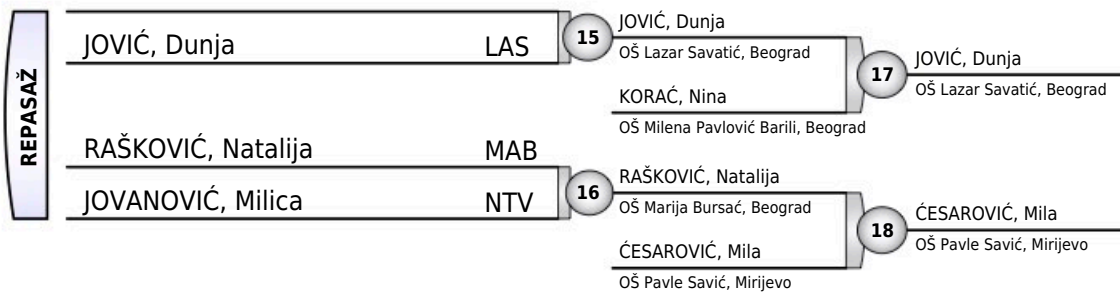 REPASAŽ
JOVIĆ, Dunja LAS
RAŠKOVIĆ, Natalija MAB
JOVANOVIĆ, Milica NTV
15
JOVIĆ, Dunja
OŠ Lazar Savatić, Beograd
KORAĆ, Nina
OŠ Milena Pavlović Barili, Beograd
16
RAŠKOVIĆ, Natalija
OŠ Marija Bursać, Beograd
ĆESAROVIĆ, Mila
OŠ Pavle Savić, Mirijevo
17
JOVIĆ, Dunja
OŠ Lazar Savatić, Beograd
18
ĆESAROVIĆ, Mila
OŠ Pavle Savić, Mirijevo